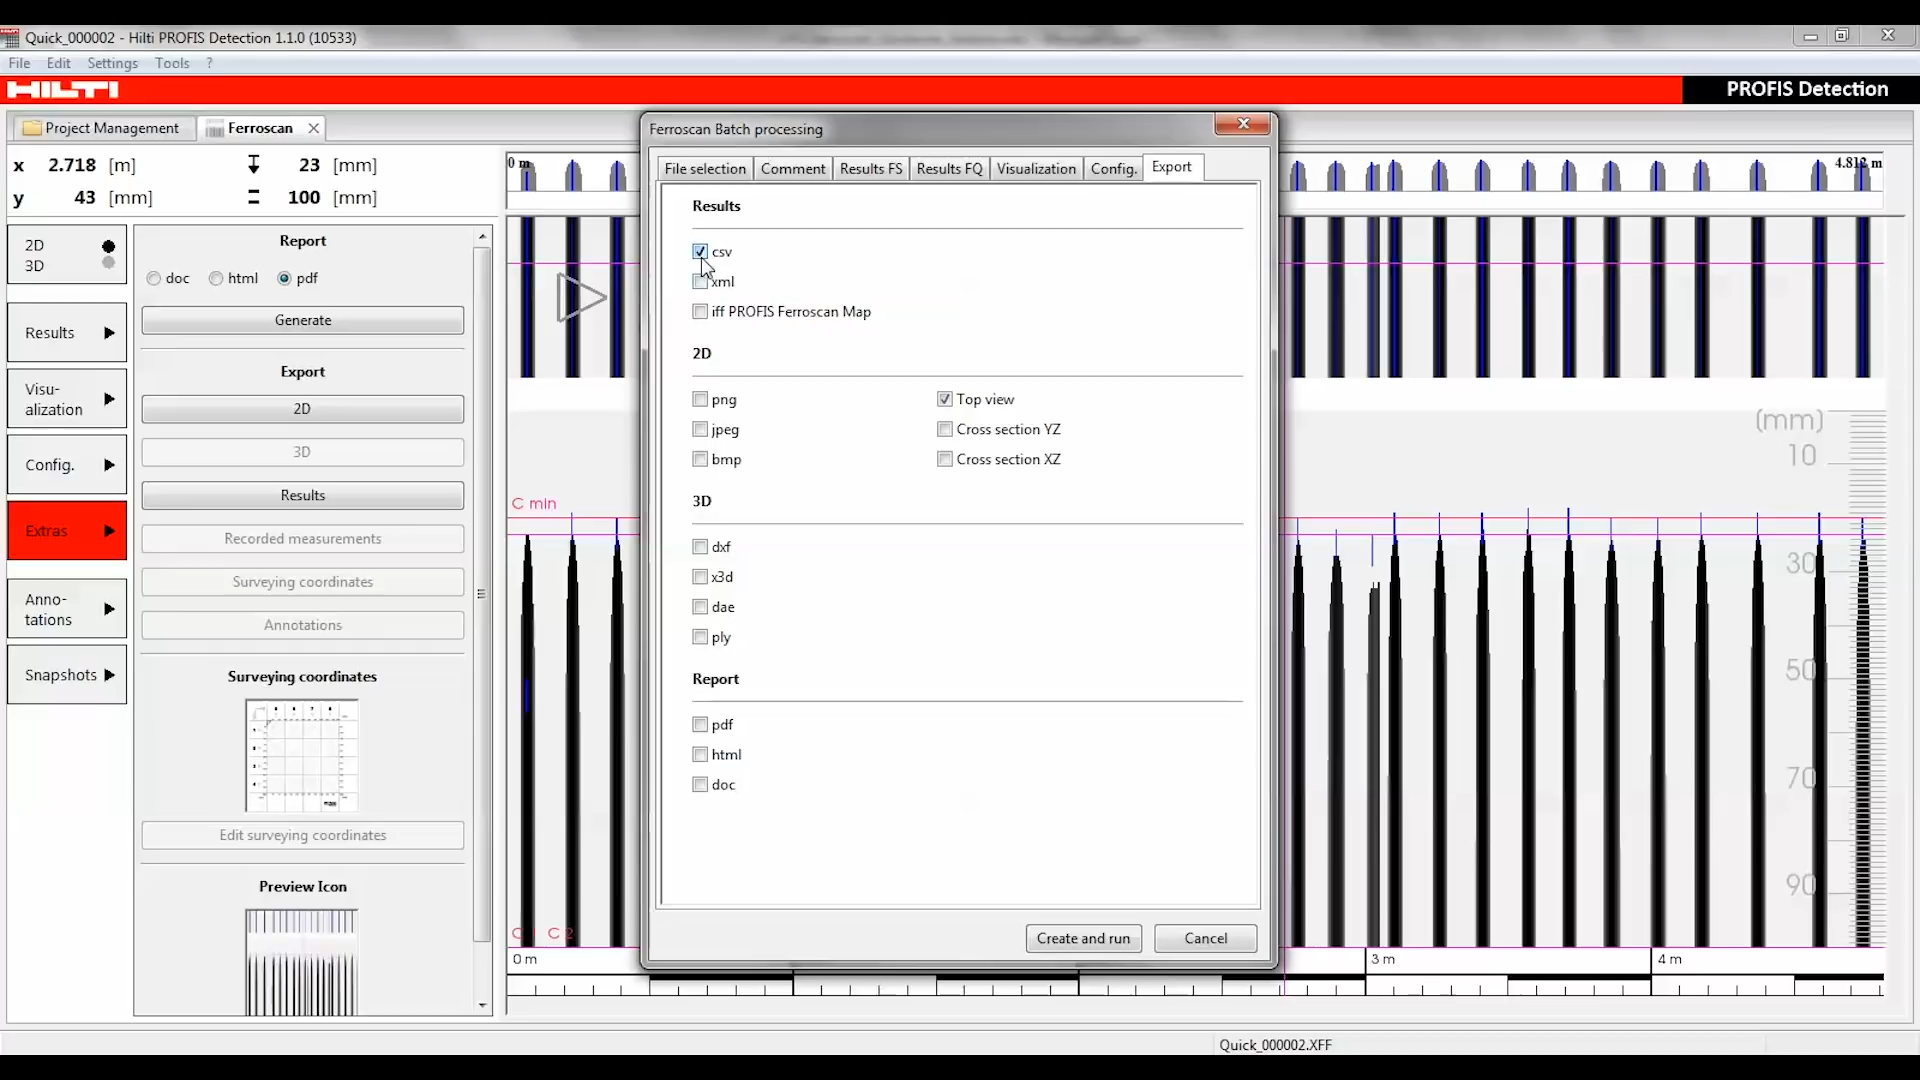 Quick_000002 - Hilti PROFIS Detection 1.1.0 (10533)
File Edit Settings Tools ?
HILTI
PROFIS Detection
Project Management
Ferroscan
x 2.718 [m] 23 [mm]
y 43 [mm] 100 [mm]
2D
3D
Results
Visu-
alization
Config.
Extras
Anno-
tations
Snapshots
Report
doc html pdf
Generate
Export
2D
3D
Results
Recorded measurements
Surveying coordinates
Annotations
Surveying coordinates
Edit surveying coordinates
Preview Icon
0 m
4.812 m
C min
C 2
0 m
3 m
4 m
(mm)
10
30
50
70
90
Ferroscan Batch processing
File selection Comment Results FS Results FQ Visualization Config. Export
Results
csv
xml
iff PROFIS Ferroscan Map
2D
png Top view
jpeg Cross section YZ
bmp Cross section XZ
3D
dxf
x3d
dae
ply
Report
pdf
html
doc
Create and run Cancel
Quick_000002.XFF